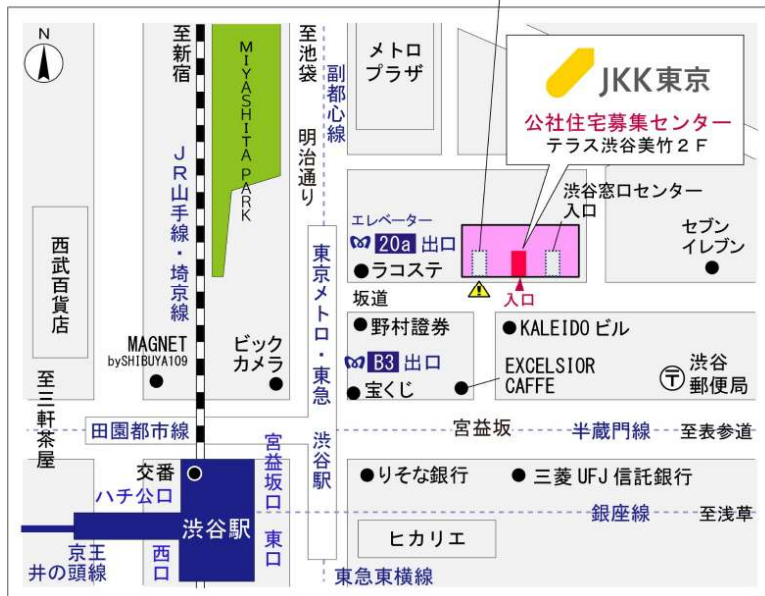 至新宿
MIYASHITA PARK
至池袋
副都心線
明治通り
メトロ
プラザ
JKK東京
公社住宅募集センター
テラス渋谷美竹2F
JR山手線・埼京線
西武百貨店
エレベーター
20a 出口
ラコステ
渋谷窓口センター
入口
セブン
イレブン
入口
坂道
東京メトロ・東急
渋谷駅
MAGNET
bySHIBUYA109
ビック
カメラ
野村證券
B3 出口
宝くじ
KALEIDO ビル
EXCELSIOR
CAFFE
渋谷
郵便局
至三軒茶屋
田園都市線
宮益坂
半蔵門線
至表参道
交番
ハチ公口
宮益坂口
りそな銀行
三菱 UFJ 信託銀行
渋谷駅
銀座線
至浅草
京王
井の頭線
西口
東口
ヒカリエ
東急東横線